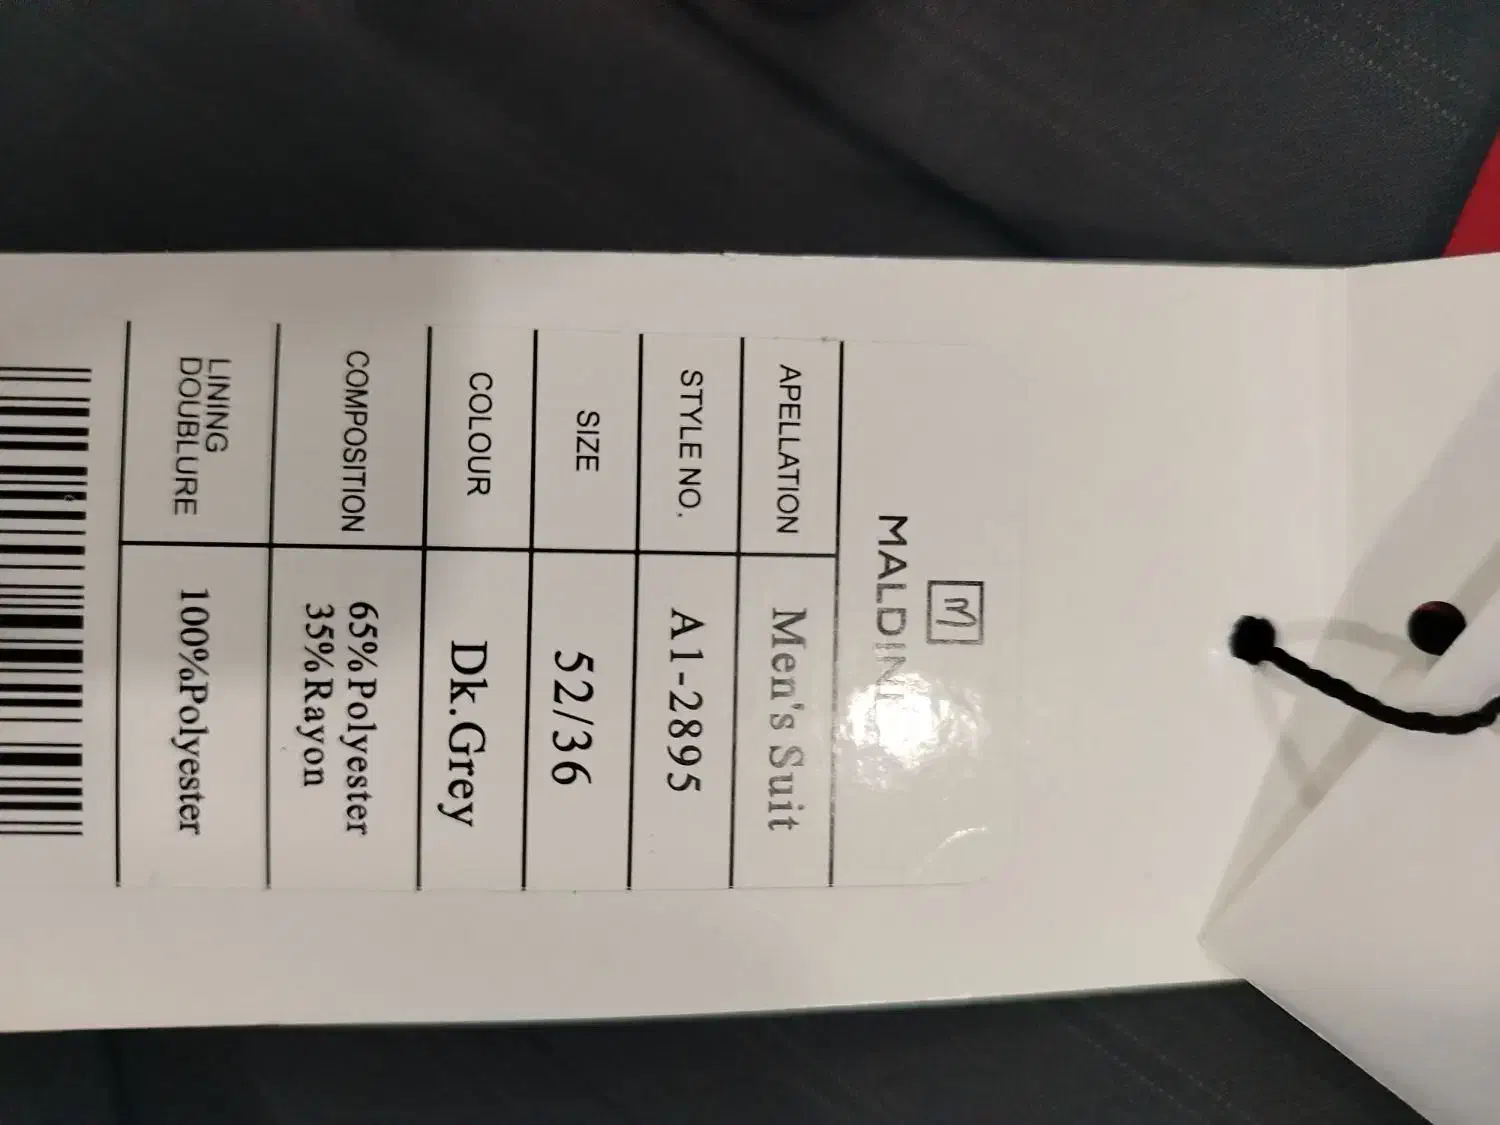 M
MALDINI
APELLATION Men's Suit
STYLE NO. A1-2895
SIZE 52/36
COLOUR Dk.Grey
COMPOSITION 65%Polyester
35%Rayon
LINING 100%Polyester
DOUBLURE